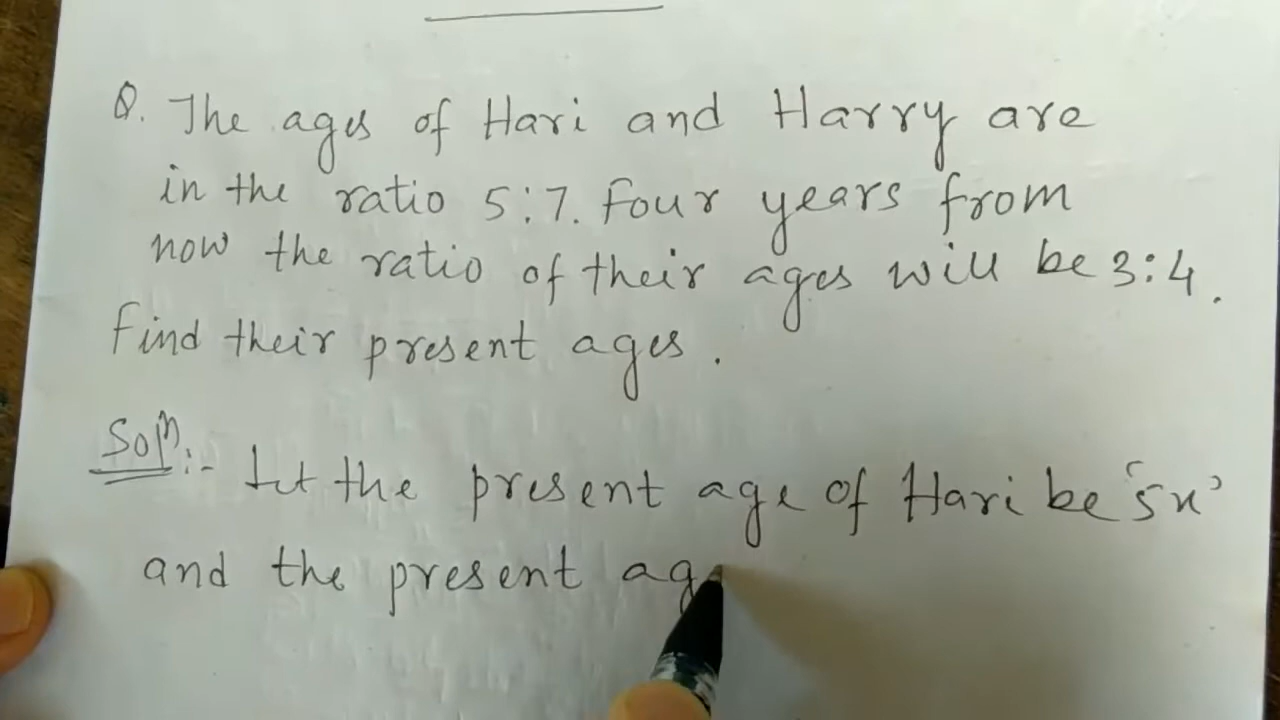 Q. The ages of Hari and Harry are
in the ratio 5:7. Four years from
now the ratio of their ages will be 3:4.
Find their present ages.
Solⁿ:- Let the present age of Hari be '5x'
and the present ag